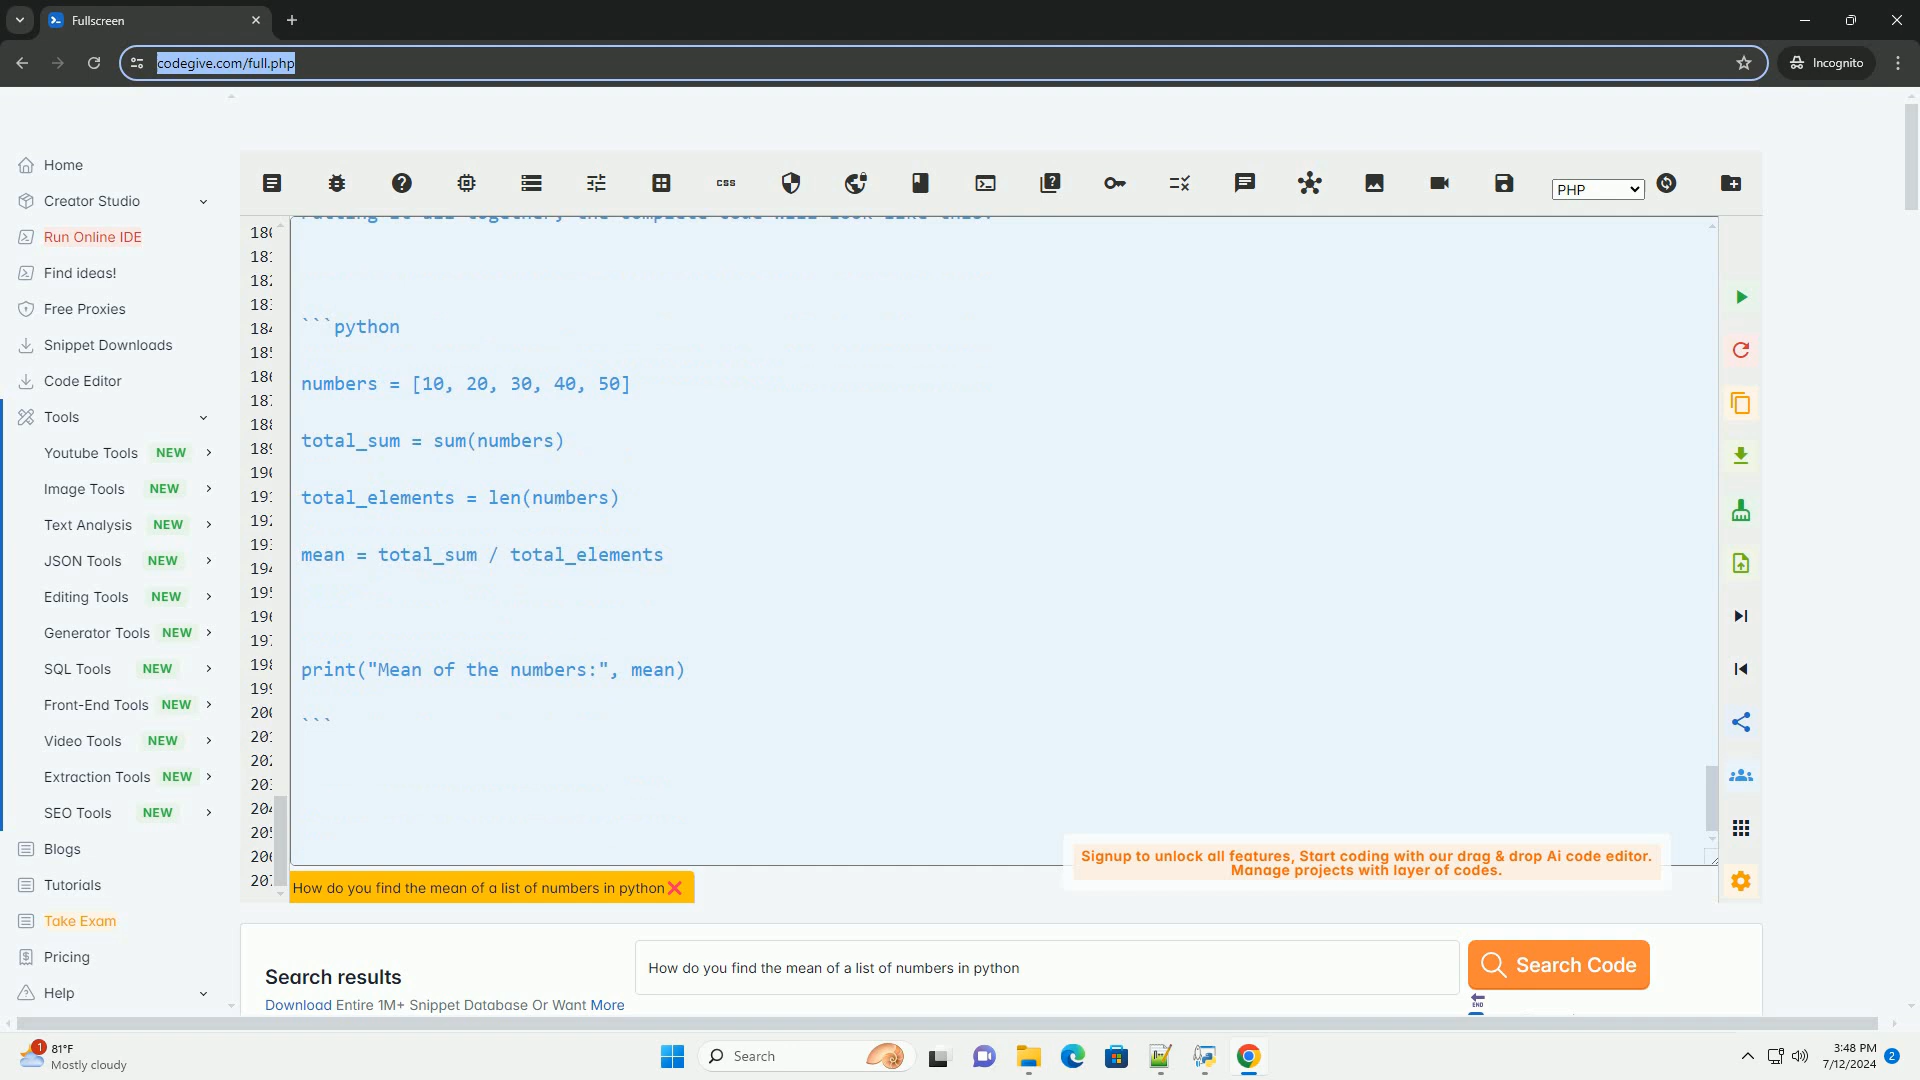 Fullscreen
codegive.com/full.php
Incognito
Home
Creator Studio
Run Online IDE
Find ideas!
Free Proxies
Snippet Downloads
Code Editor
Tools
Youtube Tools NEW
Image Tools NEW
Text Analysis NEW
JSON Tools NEW
Editing Tools NEW
Generator Tools NEW
SQL Tools NEW
Front-End Tools NEW
Video Tools NEW
Extraction Tools NEW
SEO Tools NEW
Blogs
Tutorials
Take Exam
Pricing
Help
css
PHP
```python
numbers = [10, 20, 30, 40, 50]
total_sum = sum(numbers)
total_elements = len(numbers)
mean = total_sum / total_elements
print("Mean of the numbers:", mean)
```
Signup to unlock all features, Start coding with our drag & drop Ai code editor.
Manage projects with layer of codes.
How do you find the mean of a list of numbers in python
Search results
How do you find the mean of a list of numbers in python
Search Code
Download Entire 1M+ Snippet Database Or Want More
END
1
81°F
Mostly cloudy
Search
3:48 PM
7/12/2024
2